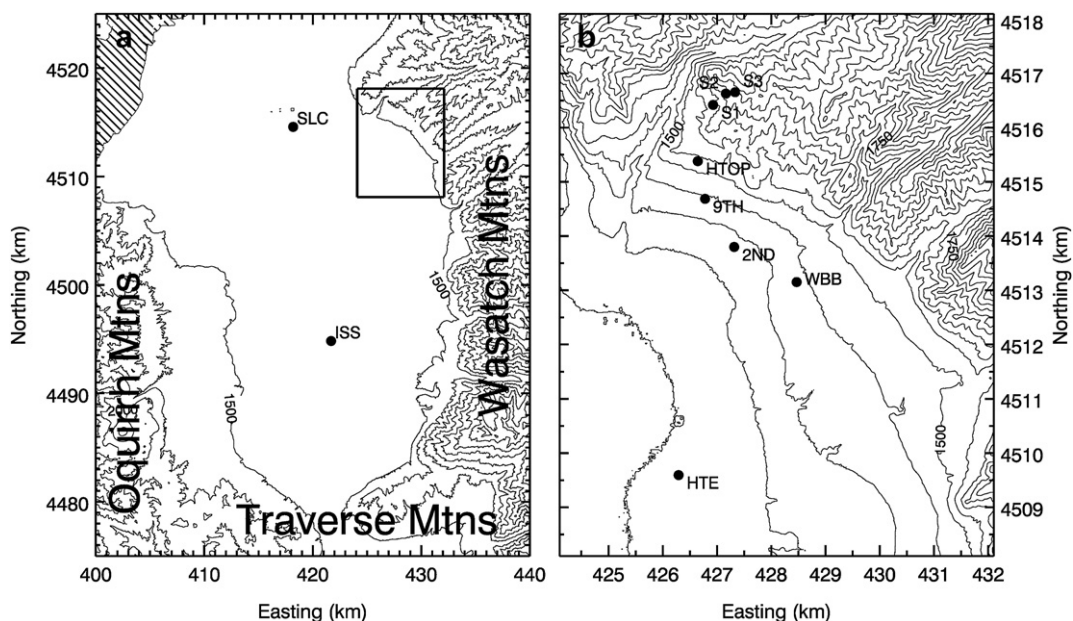 a
4520
4510
4500
4490
4480
400
410
420
430
440
Easting (km)
Northing (km)
SLC
ISS
1500
1500
Oquirrh Mtns
Wasatch Mtns
Traverse Mtns
b
4518
4517
4516
4515
4514
4513
4512
4511
4510
4509
425
426
427
428
429
430
431
432
Easting (km)
Northing (km)
S2
S3
S1
1500
1750
HTOP
9TH
2ND
WBB
1750
1500
HTE